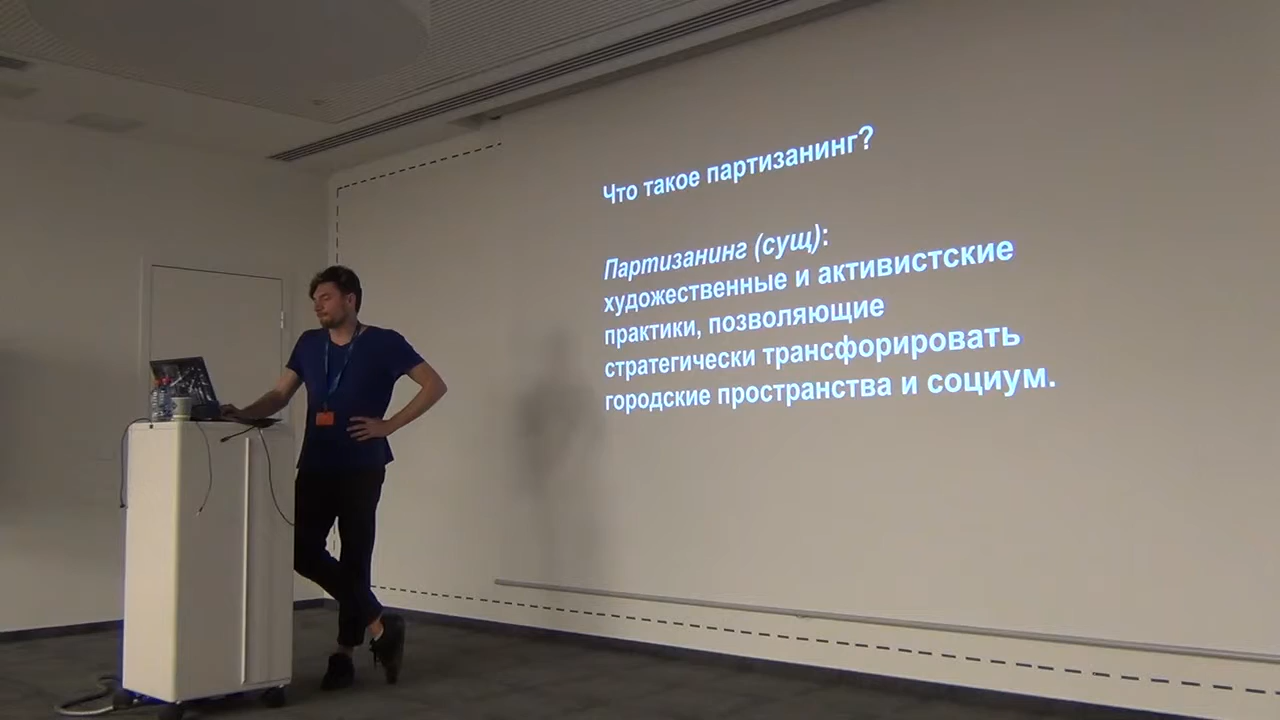 Что такое партизанинг?
Партизанинг (сущ):
художественные и активистские
практики, позволяющие
стратегически трансфорировать
городские пространства и социум.